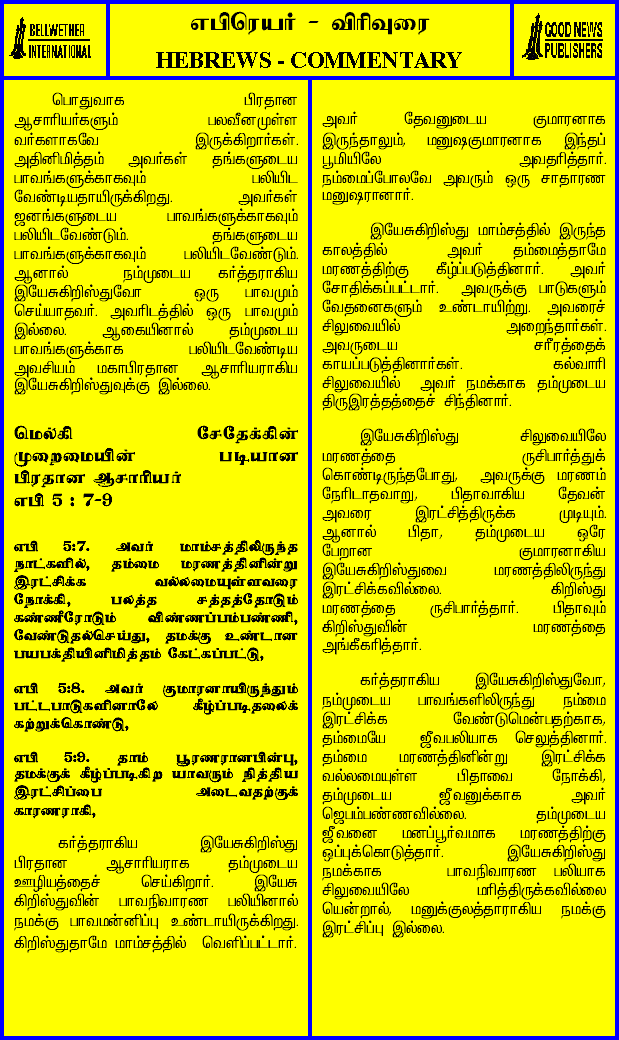 BELLWETHER
INTERNATIONAL
எபிரெயர் - விரிவுரை
HEBREWS - COMMENTARY
GOOD NEWS
PUBLISHERS
பொதுவாக பிரதான
ஆசாரியர்களும் பலவீனமுள்ள
வர்களாகவே இருக்கிறார்கள்.
அதினிமித்தம் அவர்கள் தங்களுடைய
பாவங்களுக்காகவும் பலியிட
வேண்டியதாயிருக்கிறது. அவர்கள்
ஜனங்களுடைய பாவங்களுக்காகவும்
பலியிடவேண்டும். தங்களுடைய
பாவங்களுக்காகவும் பலியிடவேண்டும்.
ஆனால் நம்முடைய கர்த்தராகிய
இயேசுகிறிஸ்துவோ ஒரு பாவமும்
செய்யாதவர். அவரிடத்தில் ஒரு பாவமும்
இல்லை. ஆகையினால் தம்முடைய
பாவங்களுக்காக பலியிடவேண்டிய
அவசியம் மகாபிரதான ஆசாரியராகிய
இயேசுகிறிஸ்துவுக்கு இல்லை.
மெல்கி சேதேக்கின்
முறைமையின் படியான
பிரதான ஆசாரியர்
எபி 5 : 7-9
எபி 5:7. அவர் மாம்சத்திலிருந்த
நாட்களில், தம்மை மரணத்தினின்று
இரட்சிக்க வல்லமையுள்ளவரை
நோக்கி, பலத்த சத்தத்தோடும்
கண்ணீரோடும் விண்ணப்பம்பண்ணி,
வேண்டுதல்செய்து, தமக்கு உண்டான
பயபக்தியினிமித்தம் கேட்கப்பட்டு,
எபி 5:8. அவர் குமாரனாயிருந்தும்
பட்டபாடுகளினாலே கீழ்ப்படிதலைக்
கற்றுக்கொண்டு,
எபி 5:9. தாம் பூரணரானபின்பு,
தமக்குக் கீழ்ப்படிகிற யாவரும் நித்திய
இரட்சிப்பை அடைவதற்குக்
காரணராகி,
கர்த்தராகிய இயேசுகிறிஸ்து
பிரதான ஆசாரியராக தம்முடைய
ஊழியத்தைச் செய்கிறார். இயேசு
கிறிஸ்துவின் பாவநிவாரண பலியினால்
நமக்கு பாவமன்னிப்பு உண்டாயிருக்கிறது.
கிறிஸ்துதாமே மாம்சத்தில் வெளிப்பட்டார்.
அவர் தேவனுடைய குமாரனாக
இருந்தாலும், மனுஷகுமாரனாக இந்தப்
பூமியிலே அவதரித்தார்.
நம்மைப்போலவே அவரும் ஒரு சாதாரண
மனுஷரானார்.
இயேசுகிறிஸ்து மாம்சத்தில் இருந்த
காலத்தில் அவர் தம்மைத்தாமே
மரணத்திற்கு கீழ்ப்படுத்தினார். அவர்
சோதிக்கப்பட்டார். அவருக்கு பாடுகளும்
வேதனைகளும் உண்டாயிற்று. அவரைச்
சிலுவையில் அறைந்தார்கள்.
அவருடைய சரீரத்தைக்
காயப்படுத்தினார்கள். கல்வாரி
சிலுவையில் அவர் நமக்காக தம்முடைய
திருஇரத்தத்தைச் சிந்தினார்.
இயேசுகிறிஸ்து சிலுவையிலே
மரணத்தை ருசிபார்த்துக்
கொண்டிருந்தபோது, அவருக்கு மரணம்
நேரிடாதவாறு, பிதாவாகிய தேவன்
அவரை இரட்சித்திருக்க முடியும்.
ஆனால் பிதா, தம்முடைய ஒரே
பேறான குமாரனாகிய
இயேசுகிறிஸ்துவை மரணத்திலிருந்து
இரட்சிக்கவில்லை. கிறிஸ்து
மரணத்தை ருசிபார்த்தார். பிதாவும்
கிறிஸ்துவின் மரணத்தை
அங்கீகரித்தார்.
கர்த்தராகிய இயேசுகிறிஸ்துவோ,
நம்முடைய பாவங்களிலிருந்து நம்மை
இரட்சிக்க வேண்டுமென்பதற்காக,
தம்மையே ஜீவபலியாக செலுத்தினார்.
தம்மை மரணத்தினின்று இரட்சிக்க
வல்லமையுள்ள பிதாவை நோக்கி,
தம்முடைய ஜீவனுக்காக அவர்
ஜெபம்பண்ணவில்லை. தம்முடைய
ஜீவனை மனப்பூர்வமாக மரணத்திற்கு
ஒப்புக்கொடுத்தார். இயேசுகிறிஸ்து
நமக்காக பாவநிவாரண பலியாக
சிலுவையிலே மரித்திருக்கவில்லை
யென்றால், மனுக்குலத்தாராகிய நமக்கு
இரட்சிப்பு இல்லை.